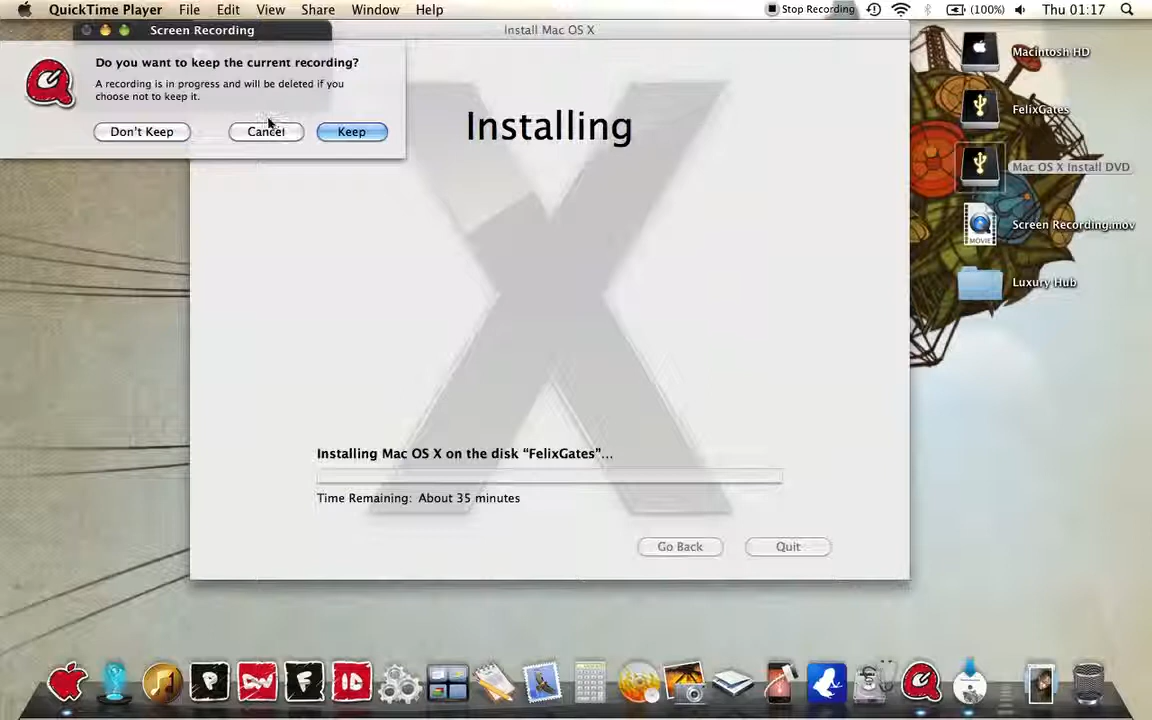 QuickTime Player File Edit View Share Window Help Stop Recording (100%) Thu 01:17
Screen Recording
Install Mac OS X
Do you want to keep the current recording?
A recording is in progress and will be deleted if you
choose not to keep it.
Don't Keep Cancel Keep
Installing
Installing Mac OS X on the disk “FelixGates”...
Time Remaining: About 35 minutes
Go Back Quit
Macintosh HD
FelixGates
Mac OS X Install DVD
MOVIE
Screen Recording.mov
Luxury Hub
P DW F ID